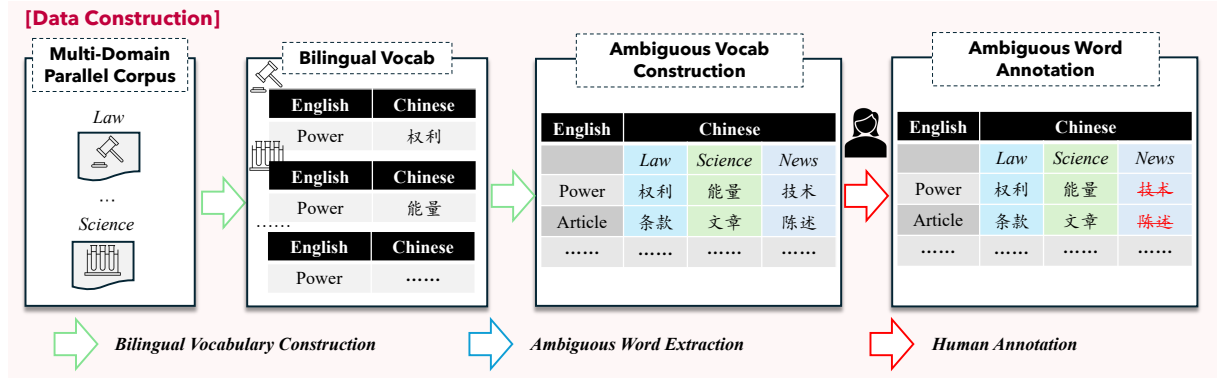 [Data Construction]
Multi-Domain
Parallel Corpus
Law
...
Science
Bilingual Vocab
English Chinese
Power 权利
English Chinese
Power 能量
......
English Chinese
Power ......
Ambiguous Vocab
Construction
English Chinese
Law Science News
Power 权利 能量 技术
Article 条款 文章 陈述
...... ...... ...... ......
Ambiguous Word
Annotation
English Chinese
Law Science News
Power 权利 能量 技术
Article 条款 文章 陈述
...... ...... ...... ......
Bilingual Vocabulary Construction
Ambiguous Word Extraction
Human Annotation